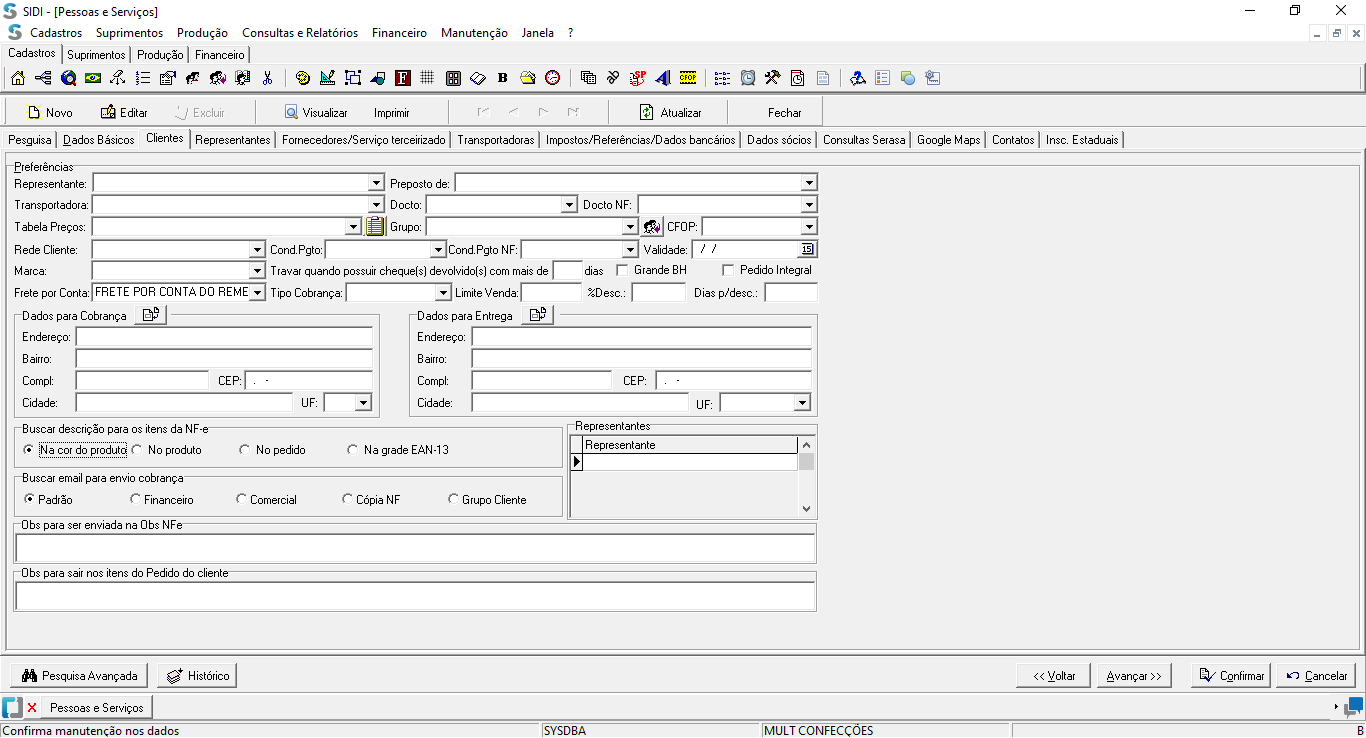 SIDI - [Pessoas e Serviços]
Cadastros Suprimentos Produção Consultas e Relatórios Financeiro Manutenção Janela ?
Cadastros Suprimentos Produção Financeiro
Novo Editar Excluir Visualizar Imprimir Atualizar Fechar
Pesquisa Dados Básicos Clientes Representantes Fornecedores/Serviço terceirizado Transportadoras Impostos/Referências/Dados bancários Dados sócios Consultas Serasa Google Maps Contatos Insc. Estaduais
Preferências
Representante: Preposto de:
Transportadora: Docto: Docto NF:
Tabela Preços: Grupo: CFOP:
Rede Cliente: Cond.Pgto: Cond.Pgto NF: Validade: / / 15
Marca: Travar quando possuir cheque(s) devolvido(s) com mais de dias Grande BH Pedido Integral
Frete por Conta: FRETE POR CONTA DO REME Tipo Cobrança: Limite Venda: %Desc.: Dias p/desc.:
Dados para Cobrança Dados para Entrega
Endereço: Endereço:
Bairro: Bairro:
Compl: CEP: . - Compl: CEP: . -
Cidade: UF: Cidade: UF:
Buscar descrição para os itens da NF-e Representantes
Na cor do produto No produto No pedido Na grade EAN-13 Representante
Buscar email para envio cobrança
Padrão Financeiro Comercial Cópia NF Grupo Cliente
Obs para ser enviada na Obs NFe
Obs para sair nos itens do Pedido do cliente
Pesquisa Avançada Histórico << Voltar Avançar >> Confirmar Cancelar
Pessoas e Serviços
Confirma manutenção nos dados SYSDBA MULT CONFECÇÕES B